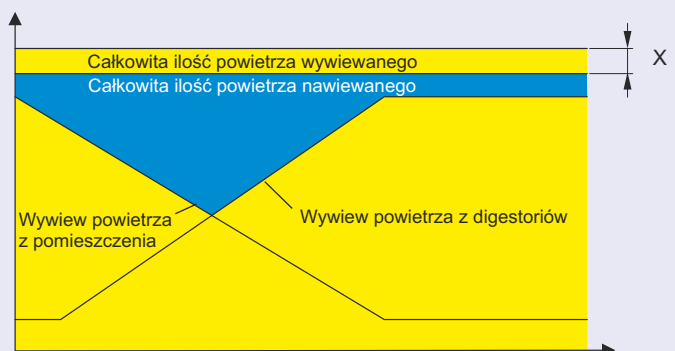 Całkowita ilość powietrza wywiewanego
X
Całkowita ilość powietrza nawiewanego
Wywiew powietrza
z pomieszczenia
Wywiew powietrza z digestoriów